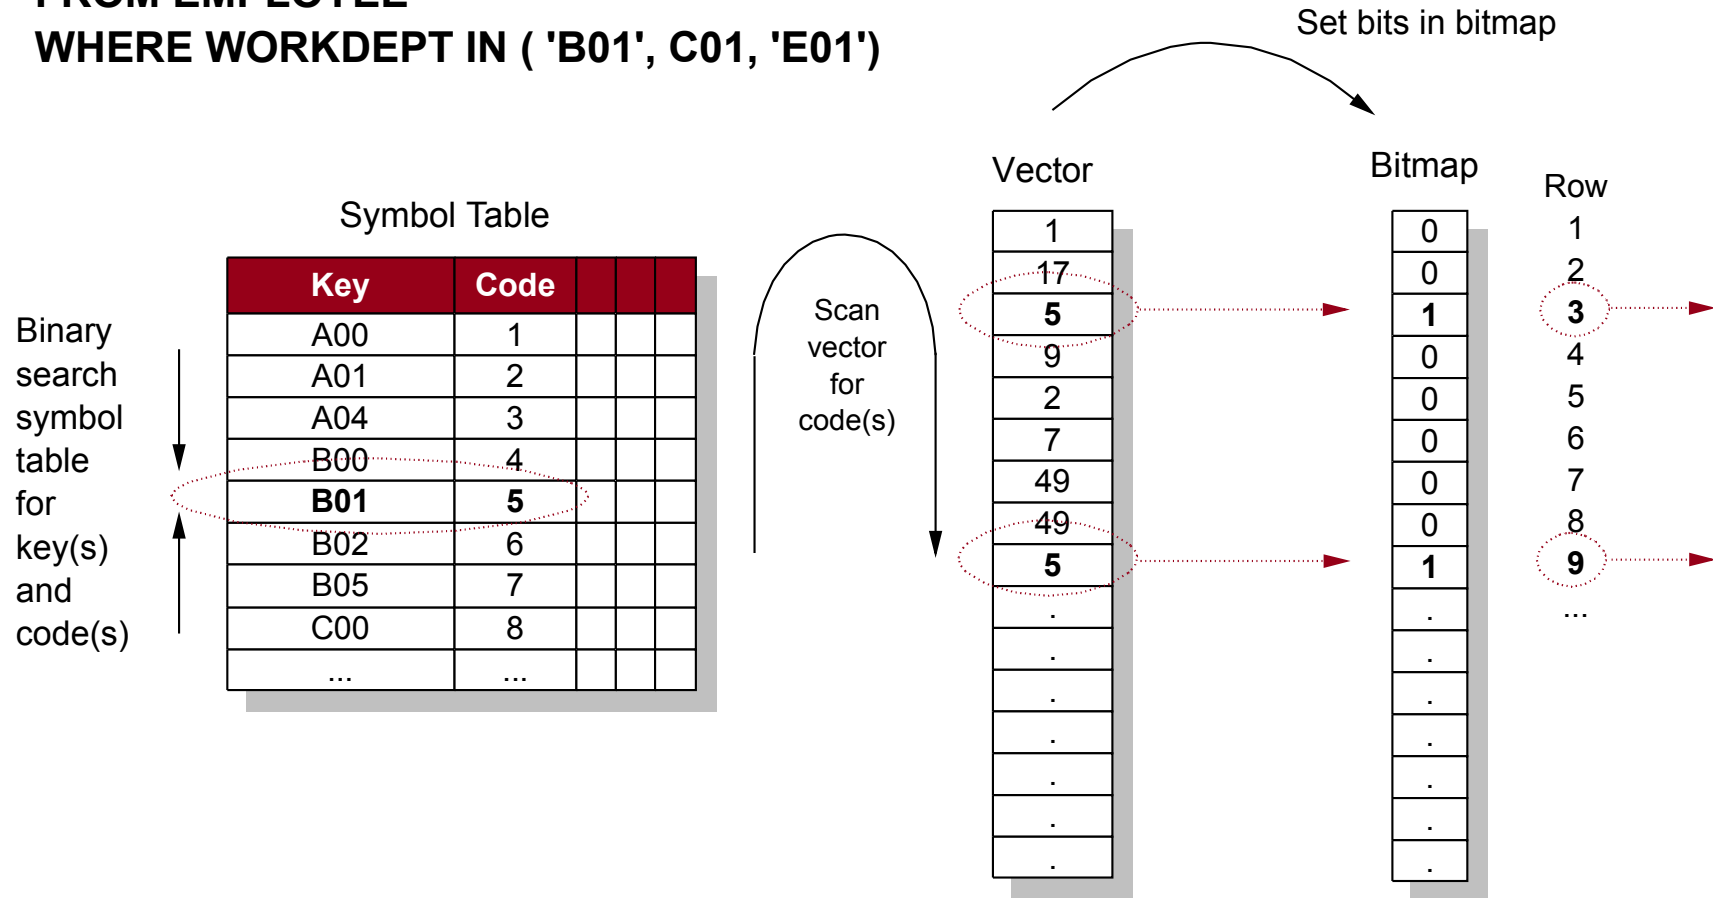 FROM EMPLOYEE
WHERE WORKDEPT IN ( 'B01', C01, 'E01')
Set bits in bitmap
Symbol Table
Key Code
A00 1
A01 2
A04 3
B00 4
B01 5
B02 6
B05 7
C00 8
... ...
Binary
search
symbol
table
for
key(s)
and
code(s)
Scan
vector
for
code(s)
Vector
1
17
5
9
2
7
49
49
5
.
.
.
.
.
.
.
Bitmap
0
0
1
0
0
0
0
0
1
.
.
.
.
.
.
.
Row
1
2
3
4
5
6
7
8
9
...